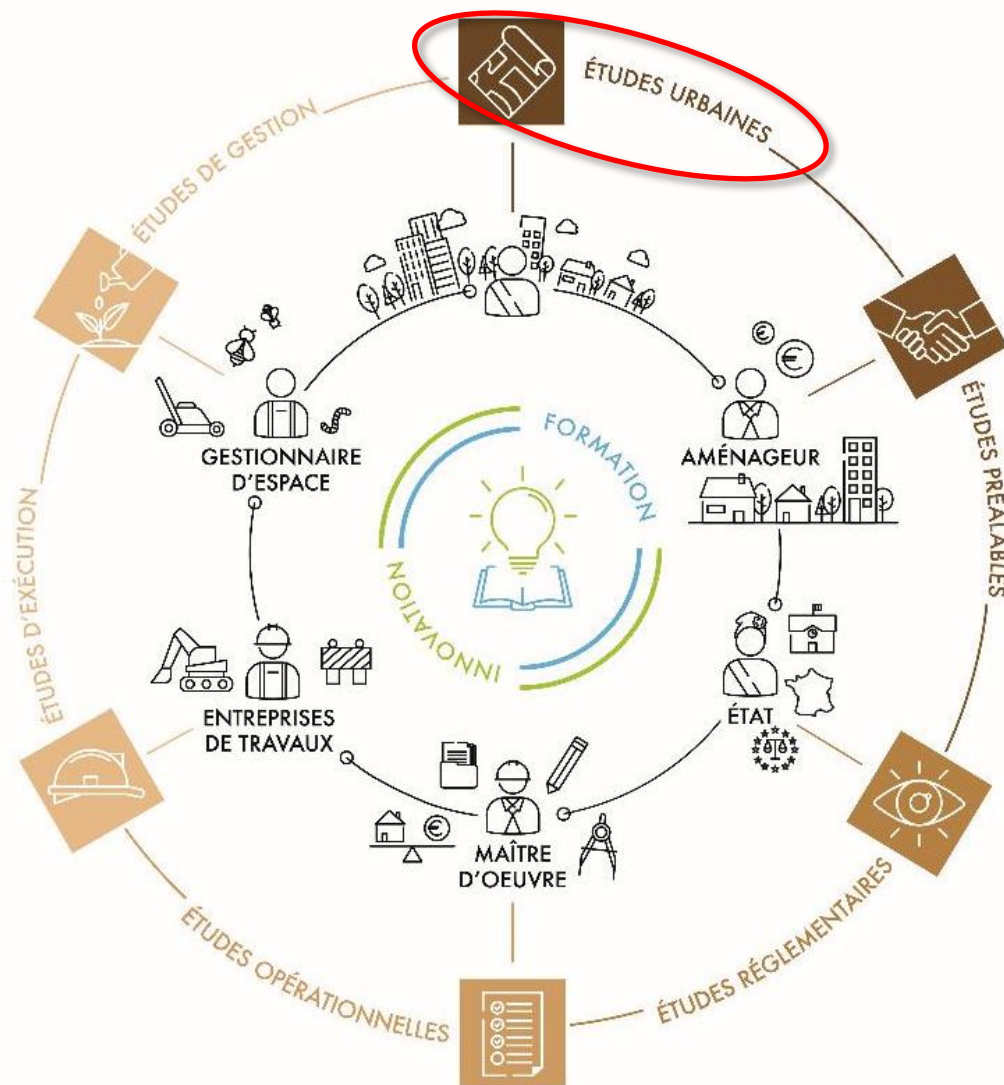 ÉTUDES URBAINES
ÉTUDES DE GESTION
ÉTUDES PRÉALABLES
GESTIONNAIRE
D'ESPACE
FORMATION
AMÉNAGEUR
INNOVATION
ÉTUDES D'EXÉCUTION
ENTREPRISES
DE TRAVAUX
ÉTAT
MAÎTRE
D'OEUVRE
ÉTUDES OPÉRATIONNELLES
ÉTUDES RÉGLEMENTAIRES